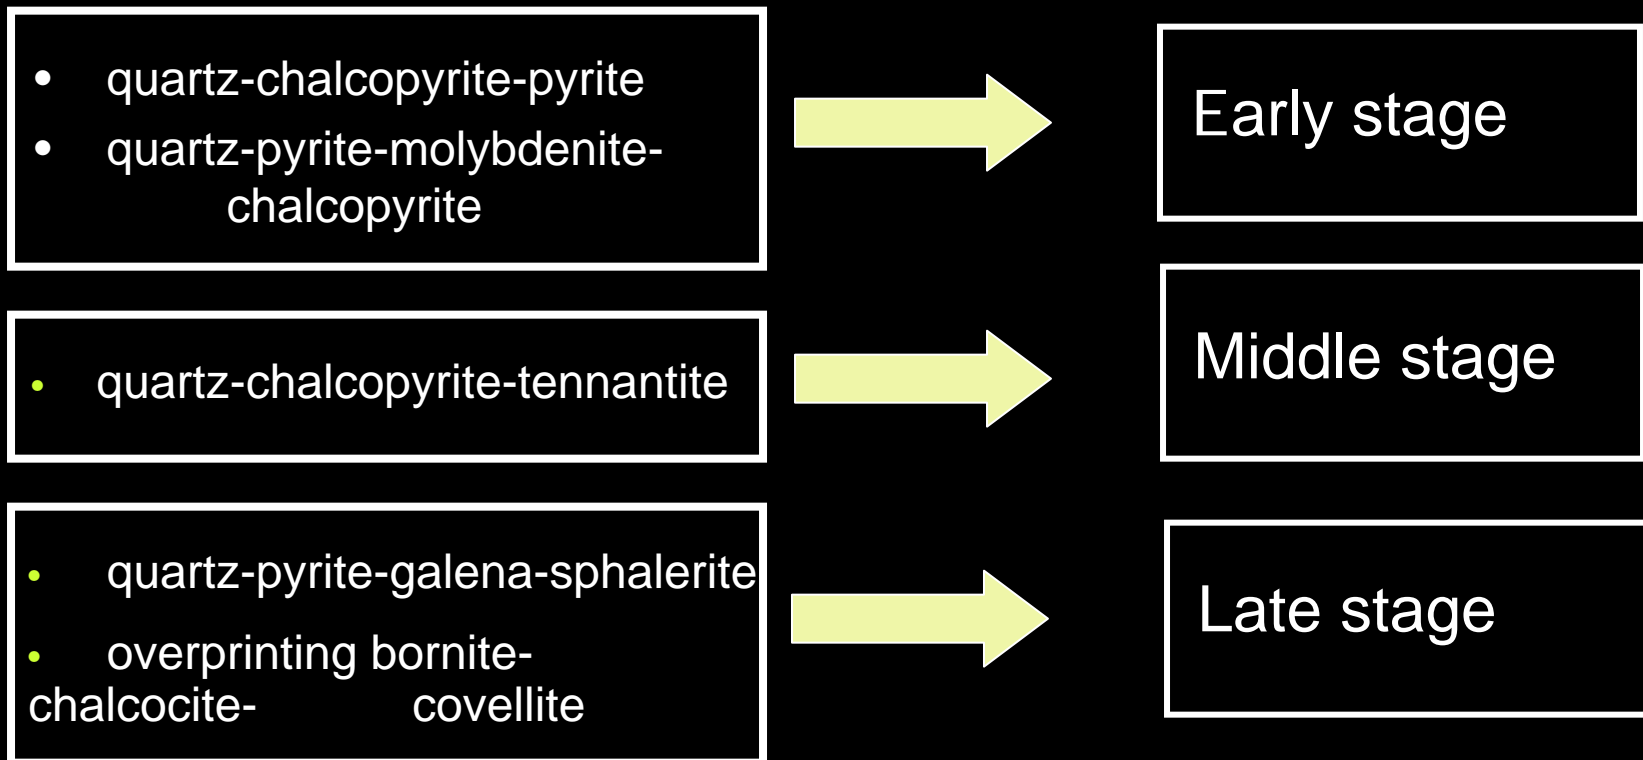 • quartz-chalcopyrite-pyrite
• quartz-pyrite-molybdenite-
chalcopyrite
Early stage
• quartz-chalcopyrite-tennantite
Middle stage
• quartz-pyrite-galena-sphalerite
• overprinting bornite-
chalcocite- covellite
Late stage